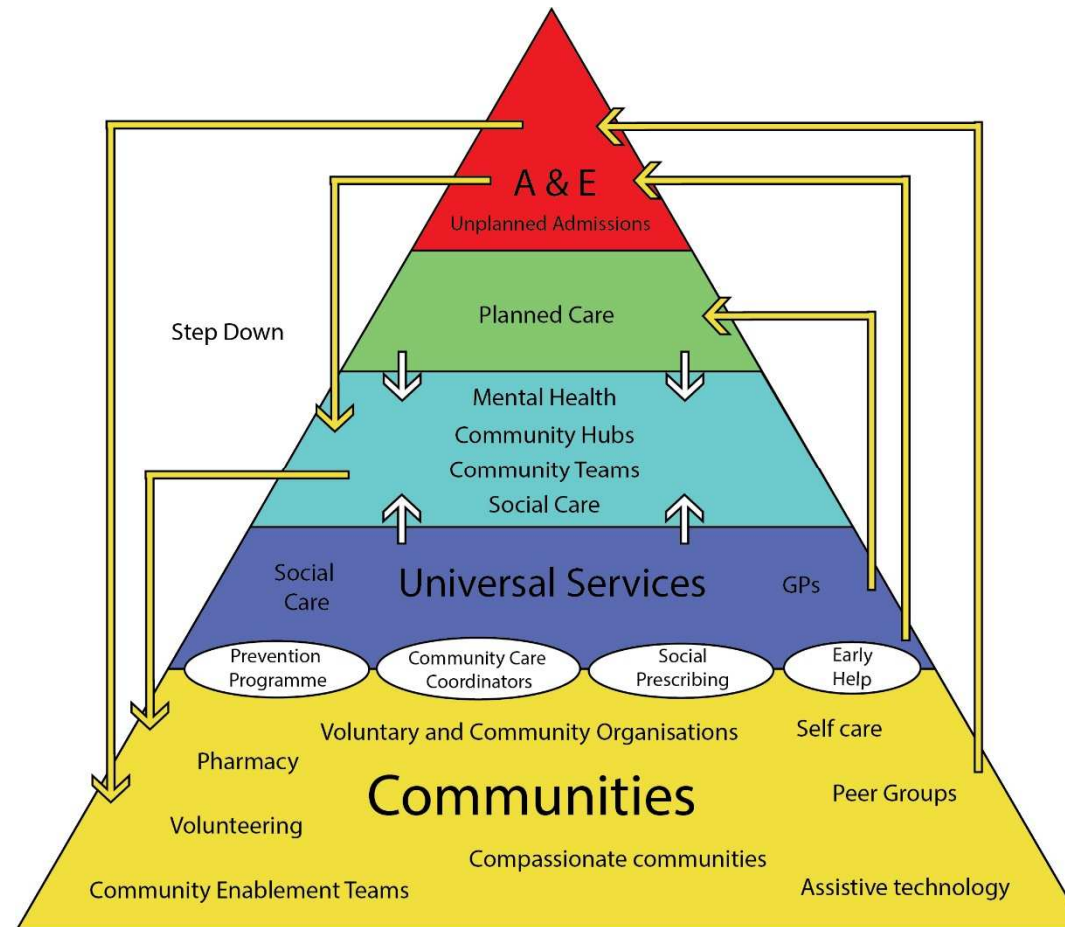 A & E
Unplanned Admissions
Planned Care
Step Down
Mental Health
Community Hubs
Community Teams
Social Care
Social
Care
Universal Services
GPs
Prevention
Programme
Community Care
Coordinators
Social
Prescribing
Early
Help
Voluntary and Community Organisations
Self care
Pharmacy
Communities
Peer Groups
Volunteering
Compassionate communities
Community Enablement Teams
Assistive technology